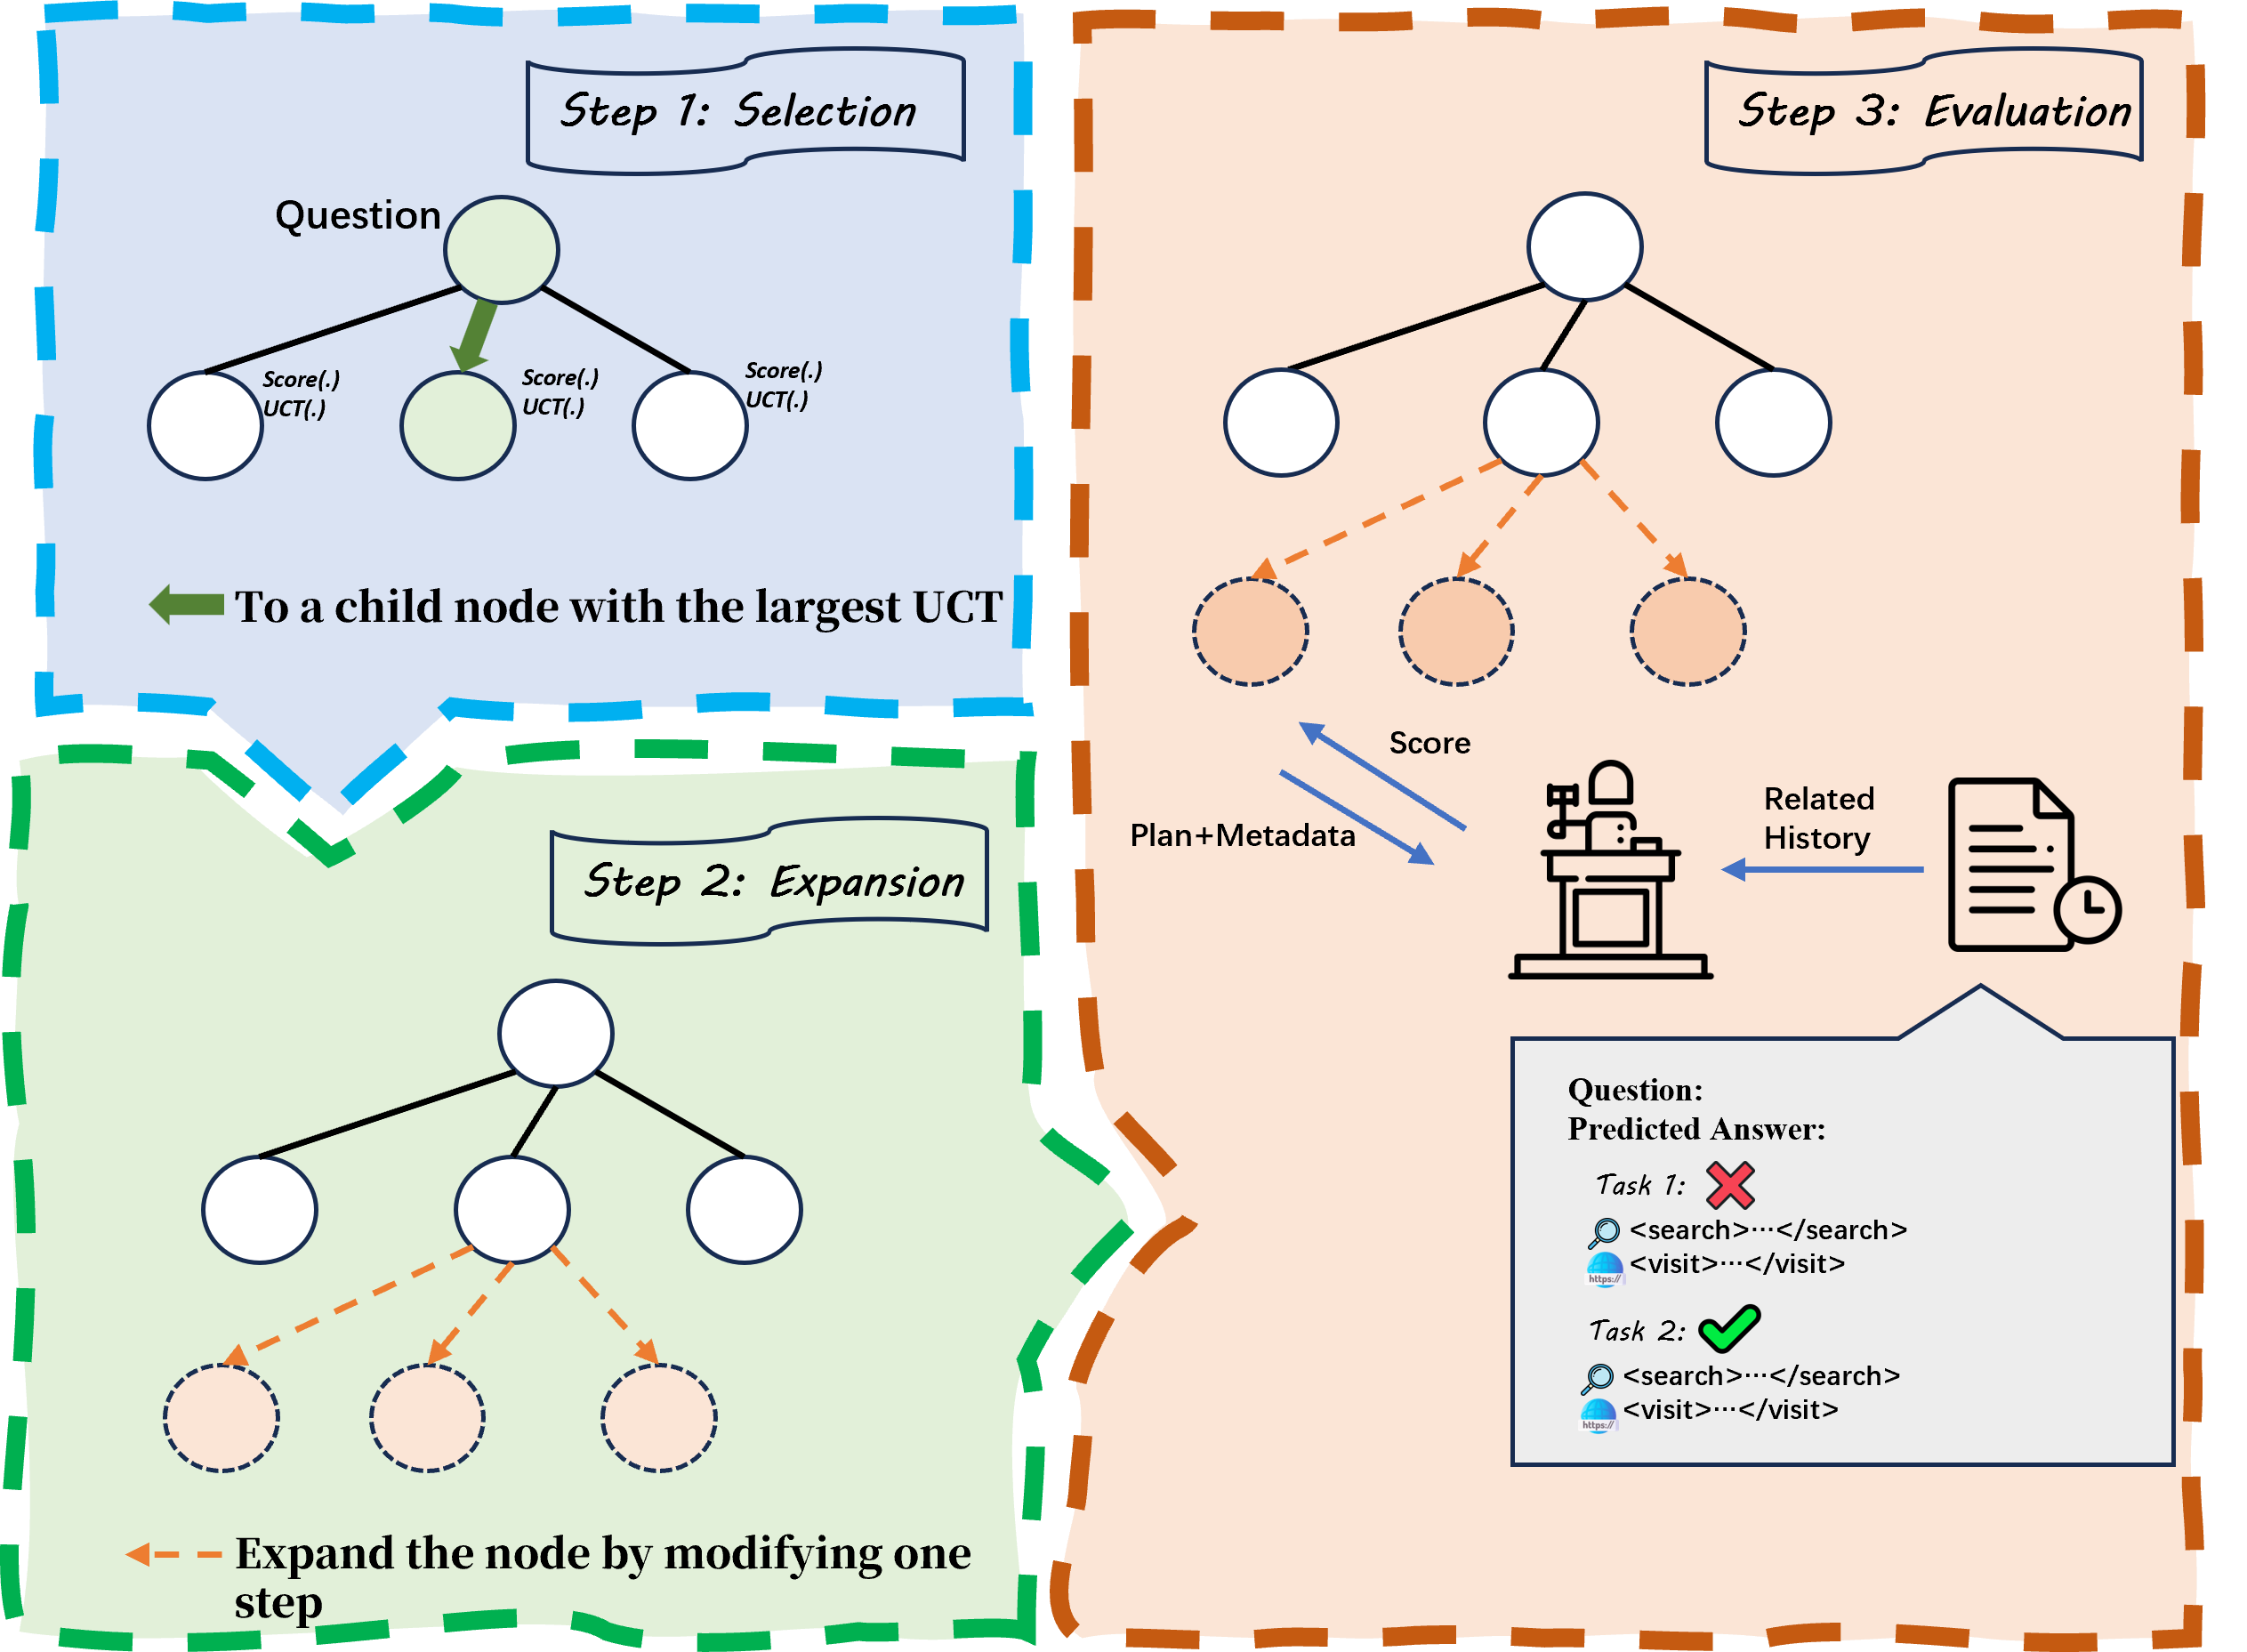 Step 1: Selection
Question
Score(.)
UCT(.)
Score(.)
UCT(.)
Score(.)
UCT(.)
To a child node with the largest UCT
Step 2: Expansion
Expand the node by modifying one
step
Step 3: Evaluation
Score
Plan+Metadata
Related
History
Question:
Predicted Answer:
Task 1:
<search>···</search>
https://
<visit>···</visit>
Task 2:
<search>···</search>
https://
<visit>···</visit>